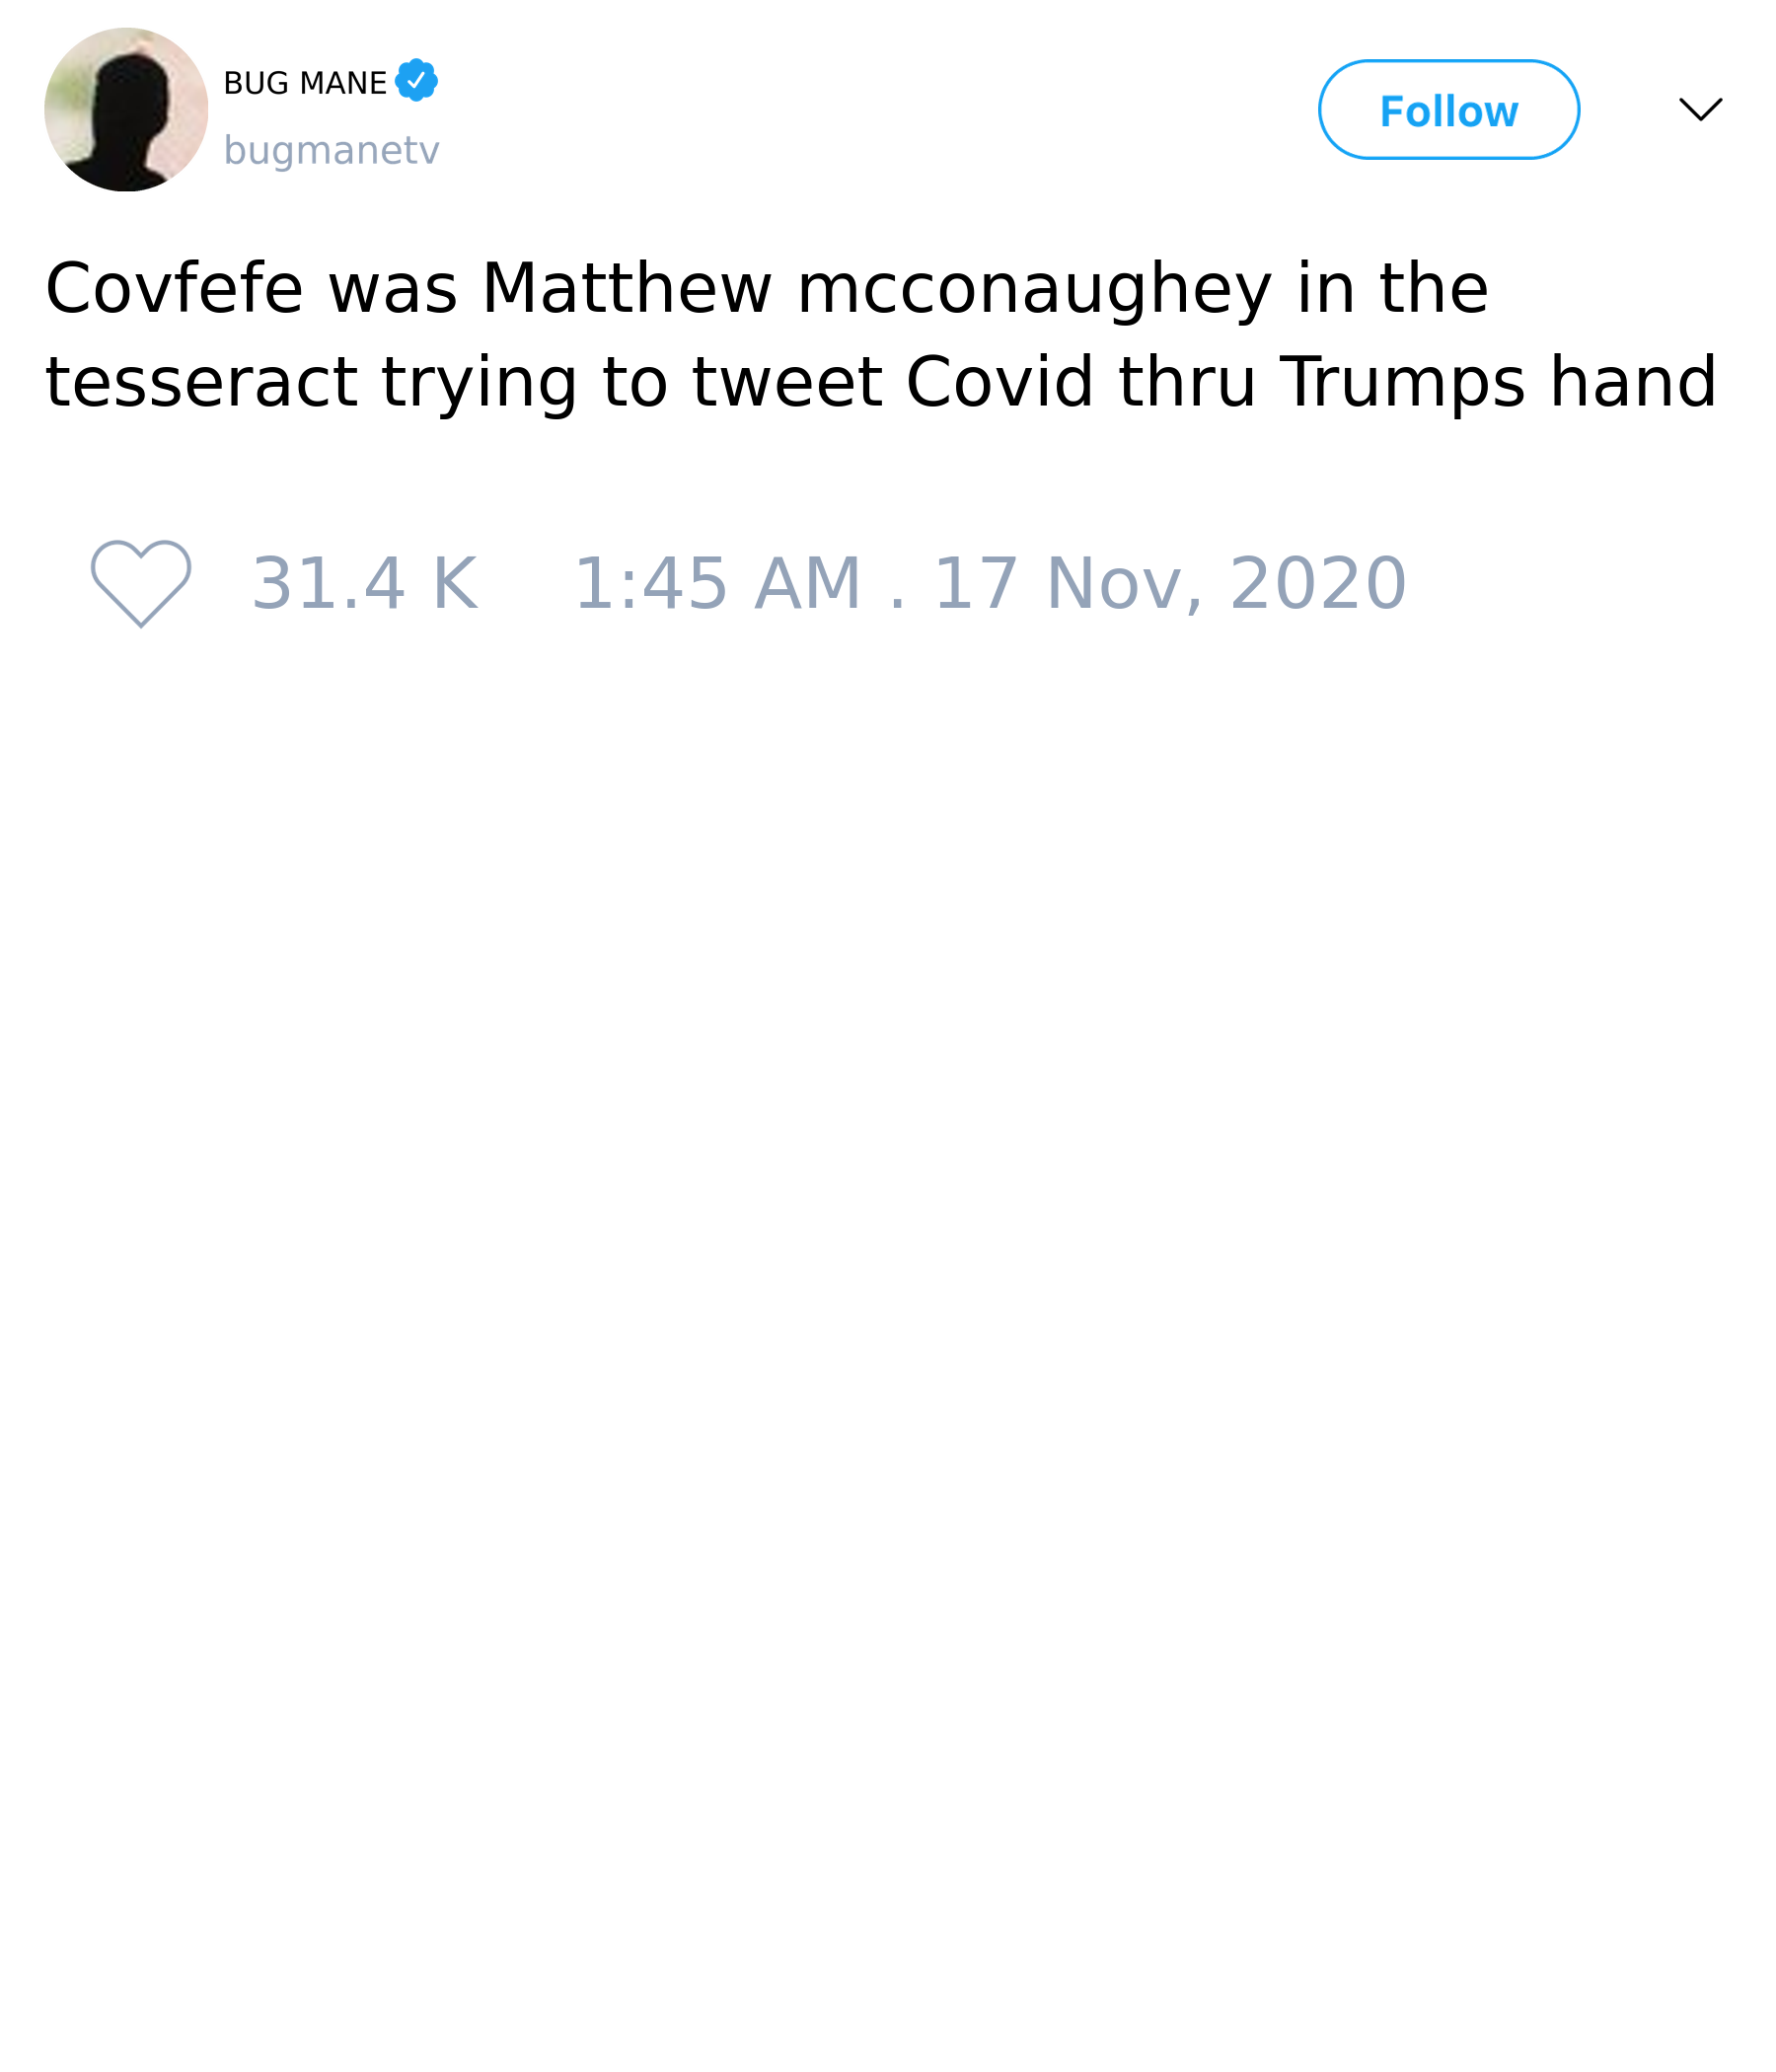 BUG MANE
bugmanetv
Follow
Covfefe was Matthew mcconaughey in the
tesseract trying to tweet Covid thru Trumps hand
31.4 K 1:45 AM . 17 Nov, 2020